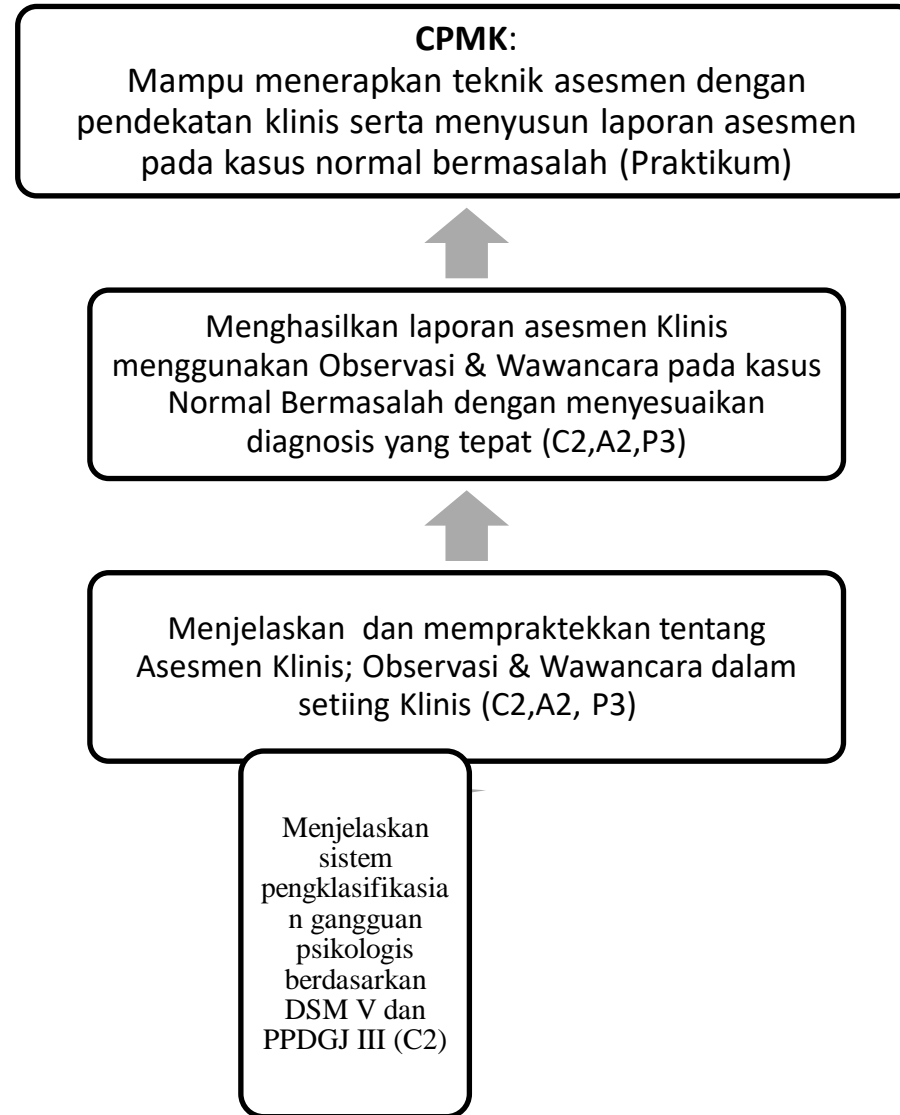 CPMK:
Mampu menerapkan teknik asesmen dengan
pendekatan klinis serta menyusun laporan asesmen
pada kasus normal bermasalah (Praktikum)
Menghasilkan laporan asesmen Klinis
menggunakan Observasi & Wawancara pada kasus
Normal Bermasalah dengan menyesuaikan
diagnosis yang tepat (C2,A2,P3)
Menjelaskan  dan mempraktekkan tentang
Asesmen Klinis; Observasi & Wawancara dalam
setiing Klinis (C2,A2, P3)
Menjelaskan
sistem
pengklasifikasia
n gangguan
psikologis
berdasarkan
DSM V dan
PPDGJ III (C2)